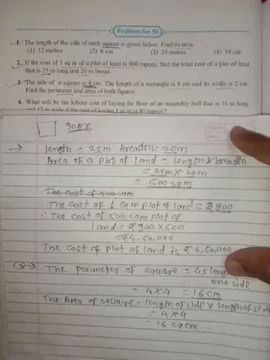 Problem Set 50
1. The length of the side of each square is given below. Find its area.
(1) 12 metres (2) 6 cm (3) 25 metres (4) 18 cm
2. If the cost of 1 sq m of a plot of land is 900 rupees, find the total cost of a plot of land
that is 25 m long and 20 m broad.
3. The side of a square is 4 cm. The length of a rectangle is 8 cm and its width is 2 cm.
Find the perimeter and area of both figures.
4. What will be the labour cost of laying the floor of an assembly hall that is 16 m long
900
length = 25m breadth 20m
Area of a plot of land = length x breadth
= 25m x 20m
= 500 sqm
The cost of
The cost of 1 sqm plot of land = ₹ 900
∴ The cost of 500 sqm plot of
land = ₹ 900 x 500
= ₹ 4,50,000
The cost of plot of land is ₹ 4,50,000
The perimeter of square = 4 x length
one side
= 4 x 4 = 16 cm
The Area of square = length of side x length of side
= 4 x 4
16 sq cm